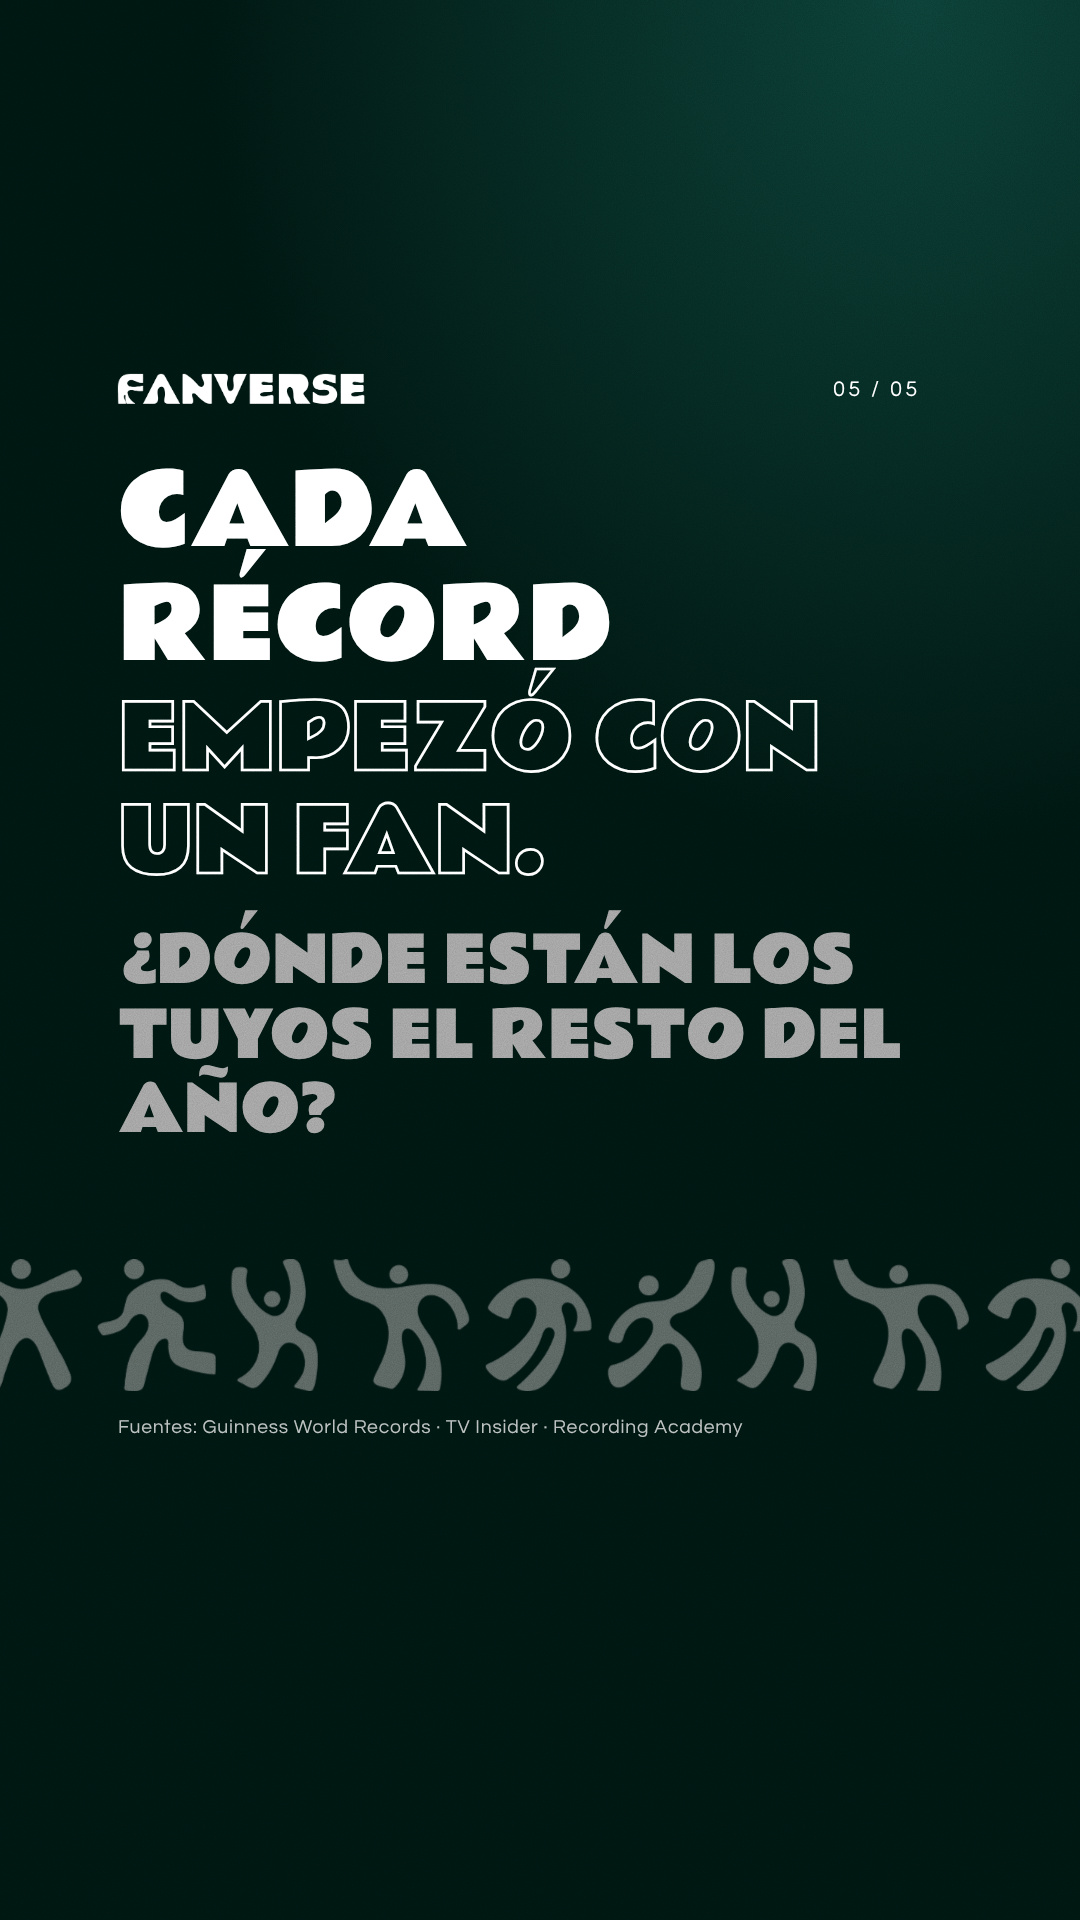 FANVERSE
05 / 05
CADA
RÉCORD
EMPEZÓ CON
UN FAN.
¿DÓNDE ESTÁN LOS
TUYOS EL RESTO DEL
AÑO?
Fuentes: Guinness World Records · TV Insider · Recording Academy